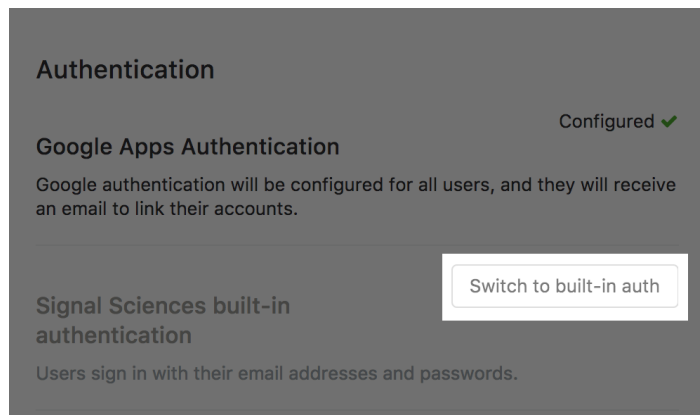 Authentication
Configured
Google Apps Authentication
Google authentication will be configured for all users, and they will receive
an email to link their accounts.
Switch to built-in auth
Signal Sciences built-in
authentication
Users sign in with their email addresses and passwords.